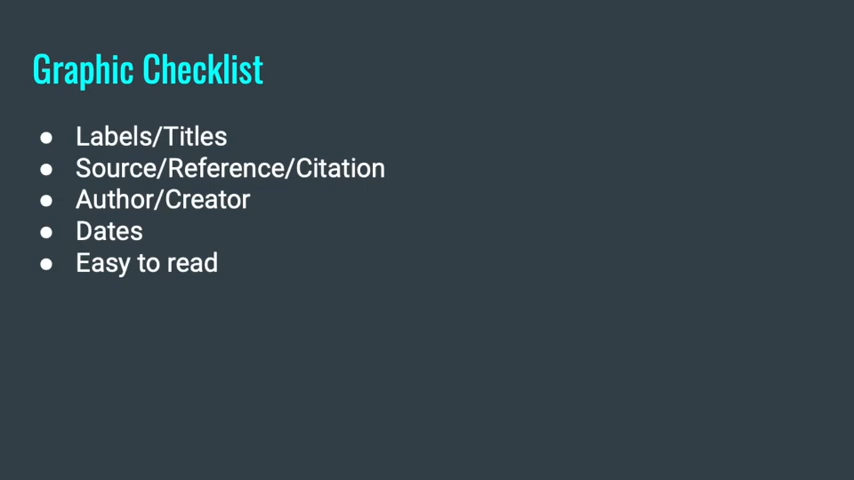 Graphic Checklist
● Labels/Titles
● Source/Reference/Citation
● Author/Creator
● Dates
● Easy to read